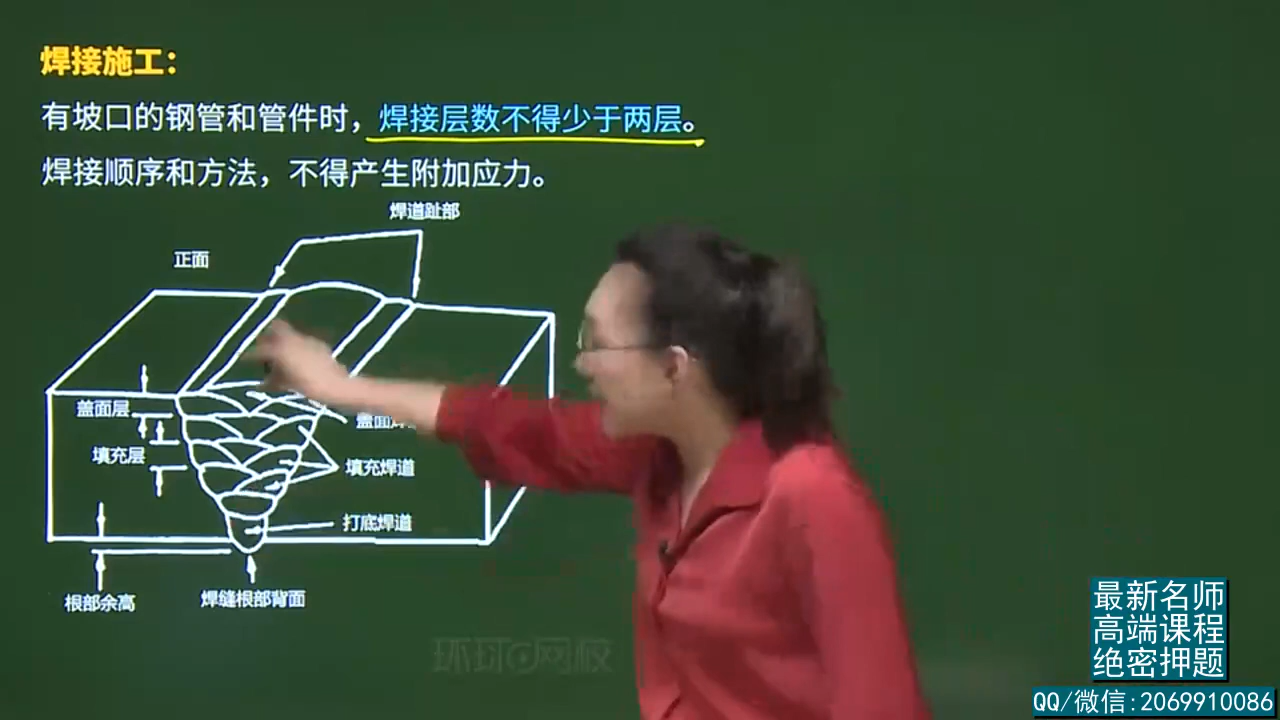 焊接施工：
有坡口的钢管和管件时，焊接层数不得少于两层。
焊接顺序和方法，不得产生附加应力。
焊道趾部
正面
盖面层
盖面焊
填充层
填充焊道
打底焊道
根部余高
焊缝根部背面
环球网校
最新名师
高端课程
绝密押题
QQ/微信:2069910086